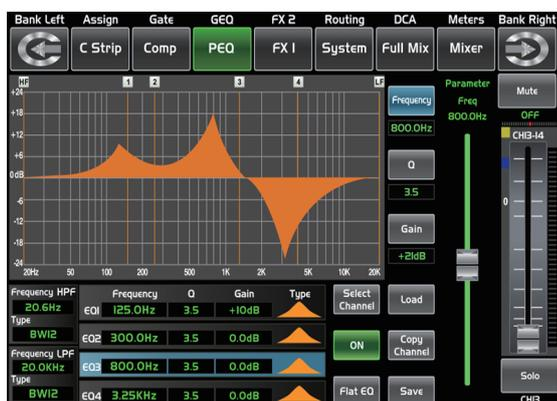 Bank Left Assign Gate GEQ FX 2 Routing DCA Meters Bank Right
C Strip Comp PEQ FX 1 System Full Mix Mixer
HF 1 2 3 4 LF
+24
+18
+12
+6
0dB
-6
-12
-18
-24
20Hz 50 100 200 500 1K 2K 5K 10K 20K
Frequency
800.0Hz
Q
3.5
Gain
+21dB
Parameter
Freq
800.0Hz
Mute
OFF
CH13-14
0
Frequency HPF
20.6Hz
Type
BW12
Frequency LPF
20.0KHz
Type
BW12
Frequency Q Gain Type
EQ1 125.0Hz 3.5 +10dB
EQ2 300.0Hz 3.5 0.0dB
EQ3 800.0Hz 3.5 0.0dB
EQ4 3.25KHz 3.5 0.0dB
Select Channel
Load
ON
Copy Channel
Flat EQ
Save
Solo
CH13